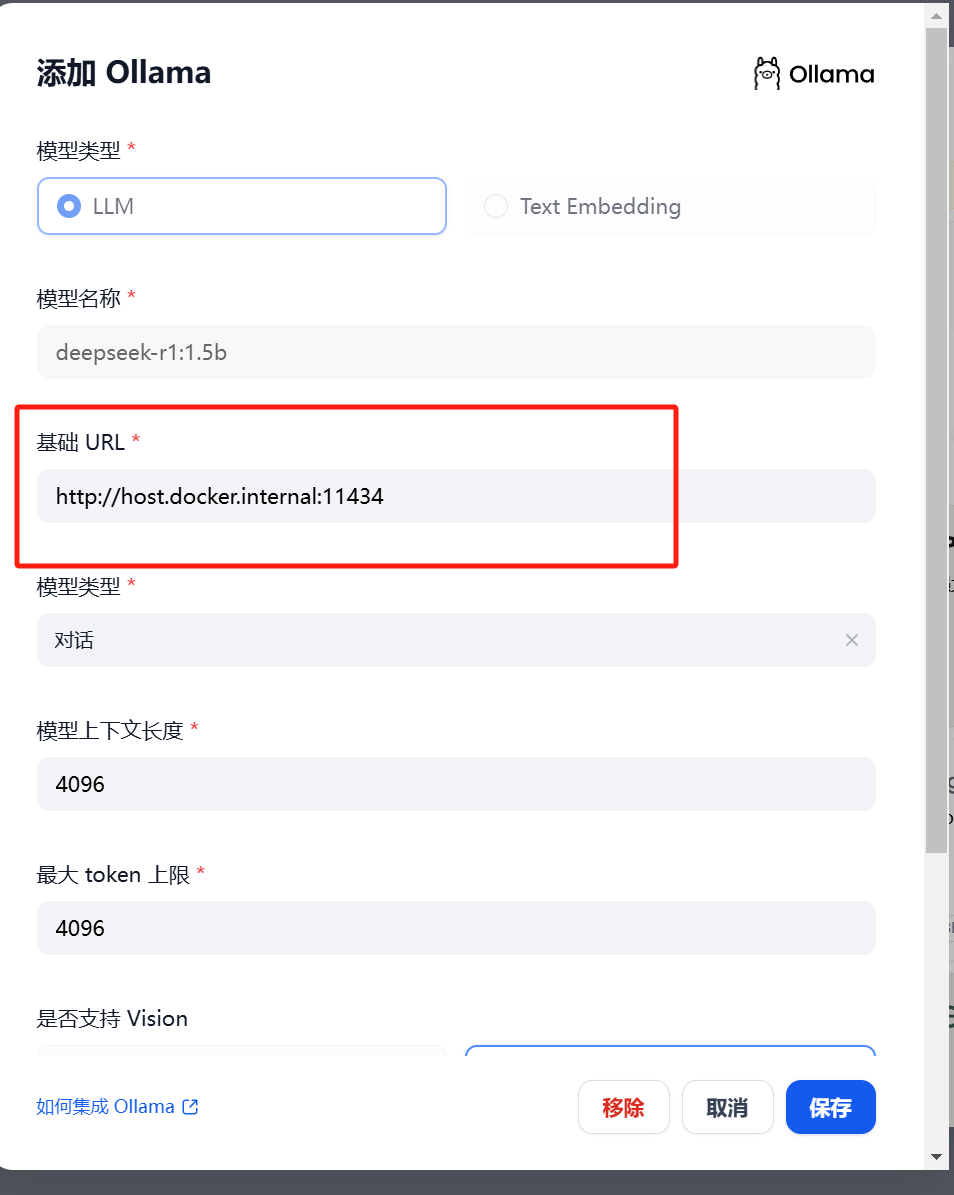 添加 Ollama
Ollama
模型类型 *
LLM
Text Embedding
模型名称 *
deepseek-r1:1.5b
基础 URL *
http://host.docker.internal:11434
模型类型 *
对话
模型上下文长度 *
4096
最大 token 上限 *
4096
是否支持 Vision
如何集成 Ollama
移除
取消
保存